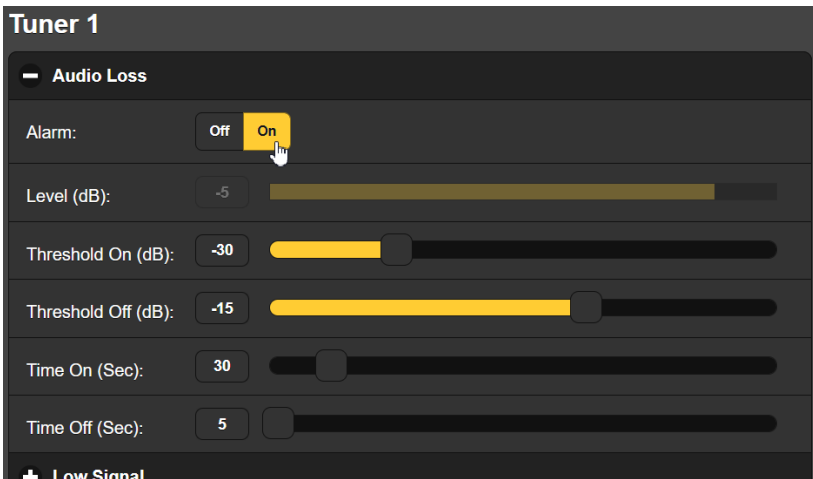 Tuner 1
Audio Loss
Alarm: Off On
Level (dB): -5
Threshold On (dB): -30
Threshold Off (dB): -15
Time On (Sec): 30
Time Off (Sec): 5
Low Signal